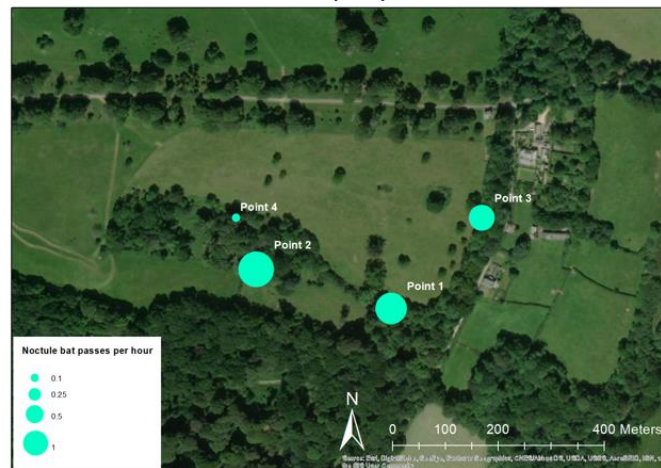 Point 4
Point 3
Point 2
Point 1
Noctule bat passes per hour
0.1
0.25
0.5
1
N
0 100 200 400 Meters